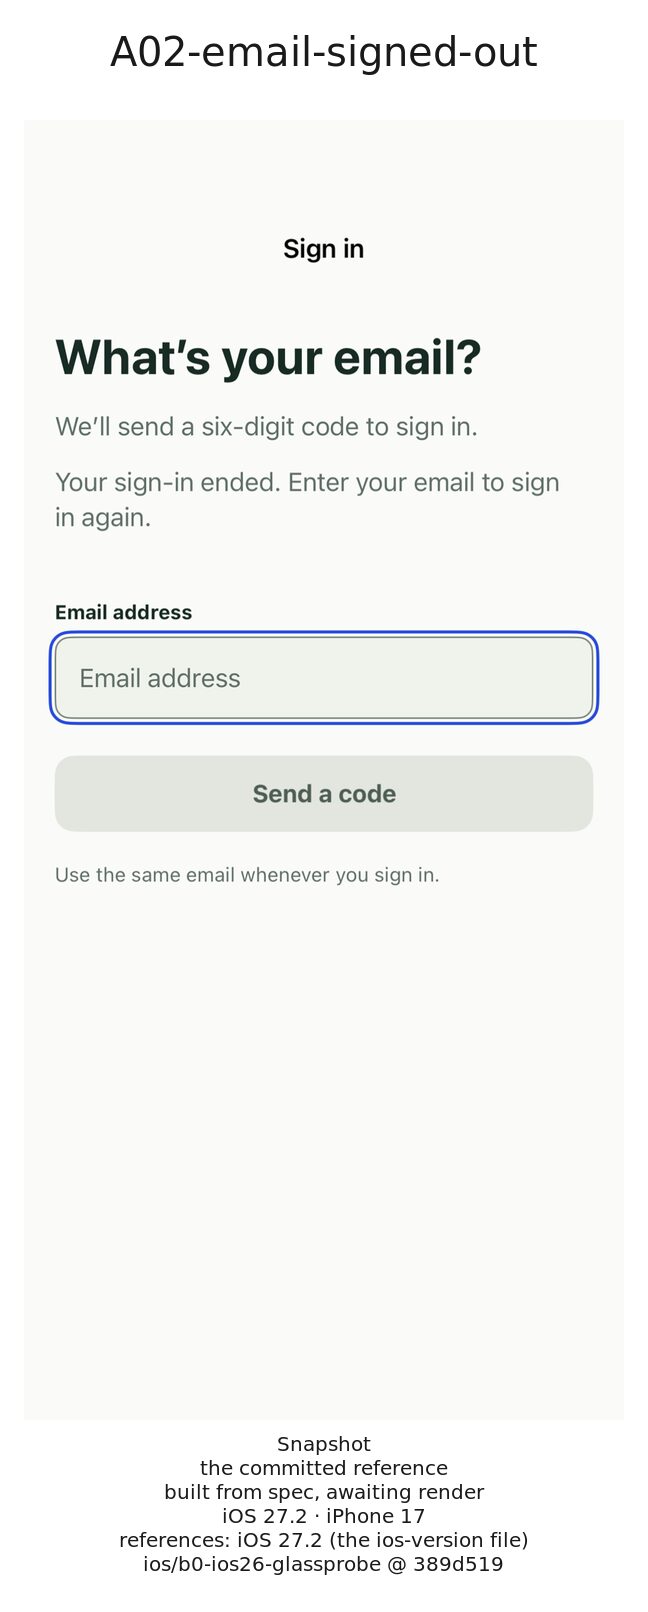 A02-email-signed-out
Sign in
What’s your email?
We’ll send a six-digit code to sign in.
Your sign-in ended. Enter your email to sign
in again.
Email address
Email address
Send a code
Use the same email whenever you sign in.
Snapshot
the committed reference
built from spec, awaiting render
iOS 27.2 · iPhone 17
references: iOS 27.2 (the ios-version file)
ios/b0-ios26-glassprobe @ 389d519